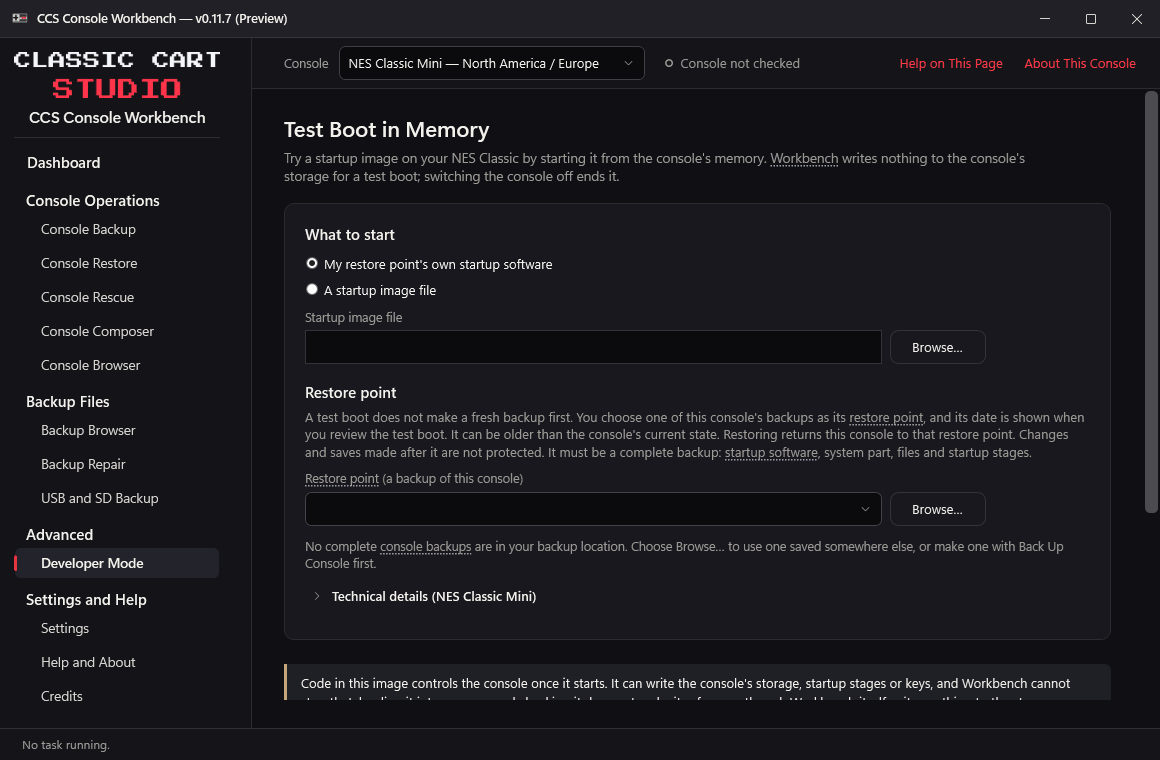 CCS Console Workbench — v0.11.7 (Preview)
CLASSIC CART
STUDIO
CCS Console Workbench
Dashboard
Console Operations
Console Backup
Console Restore
Console Rescue
Console Composer
Console Browser
Backup Files
Backup Browser
Backup Repair
USB and SD Backup
Advanced
Developer Mode
Settings and Help
Settings
Help and About
Credits
Console
NES Classic Mini — North America / Europe
Console not checked
Help on This Page
About This Console
Test Boot in Memory
Try a startup image on your NES Classic by starting it from the console's memory. Workbench writes nothing to the console's
storage for a test boot; switching the console off ends it.
What to start
My restore point's own startup software
A startup image file
Startup image file
Browse...
Restore point
A test boot does not make a fresh backup first. You choose one of this console's backups as its restore point, and its date is shown when
you review the test boot. It can be older than the console's current state. Restoring returns this console to that restore point. Changes
and saves made after it are not protected. It must be a complete backup: startup software, system part, files and startup stages.
Restore point (a backup of this console)
Browse...
No complete console backups are in your backup location. Choose Browse... to use one saved somewhere else, or make one with Back Up
Console first.
Technical details (NES Classic Mini)
Code in this image controls the console once it starts. It can write the console's storage, startup stages or keys, and Workbench cannot
No task running.